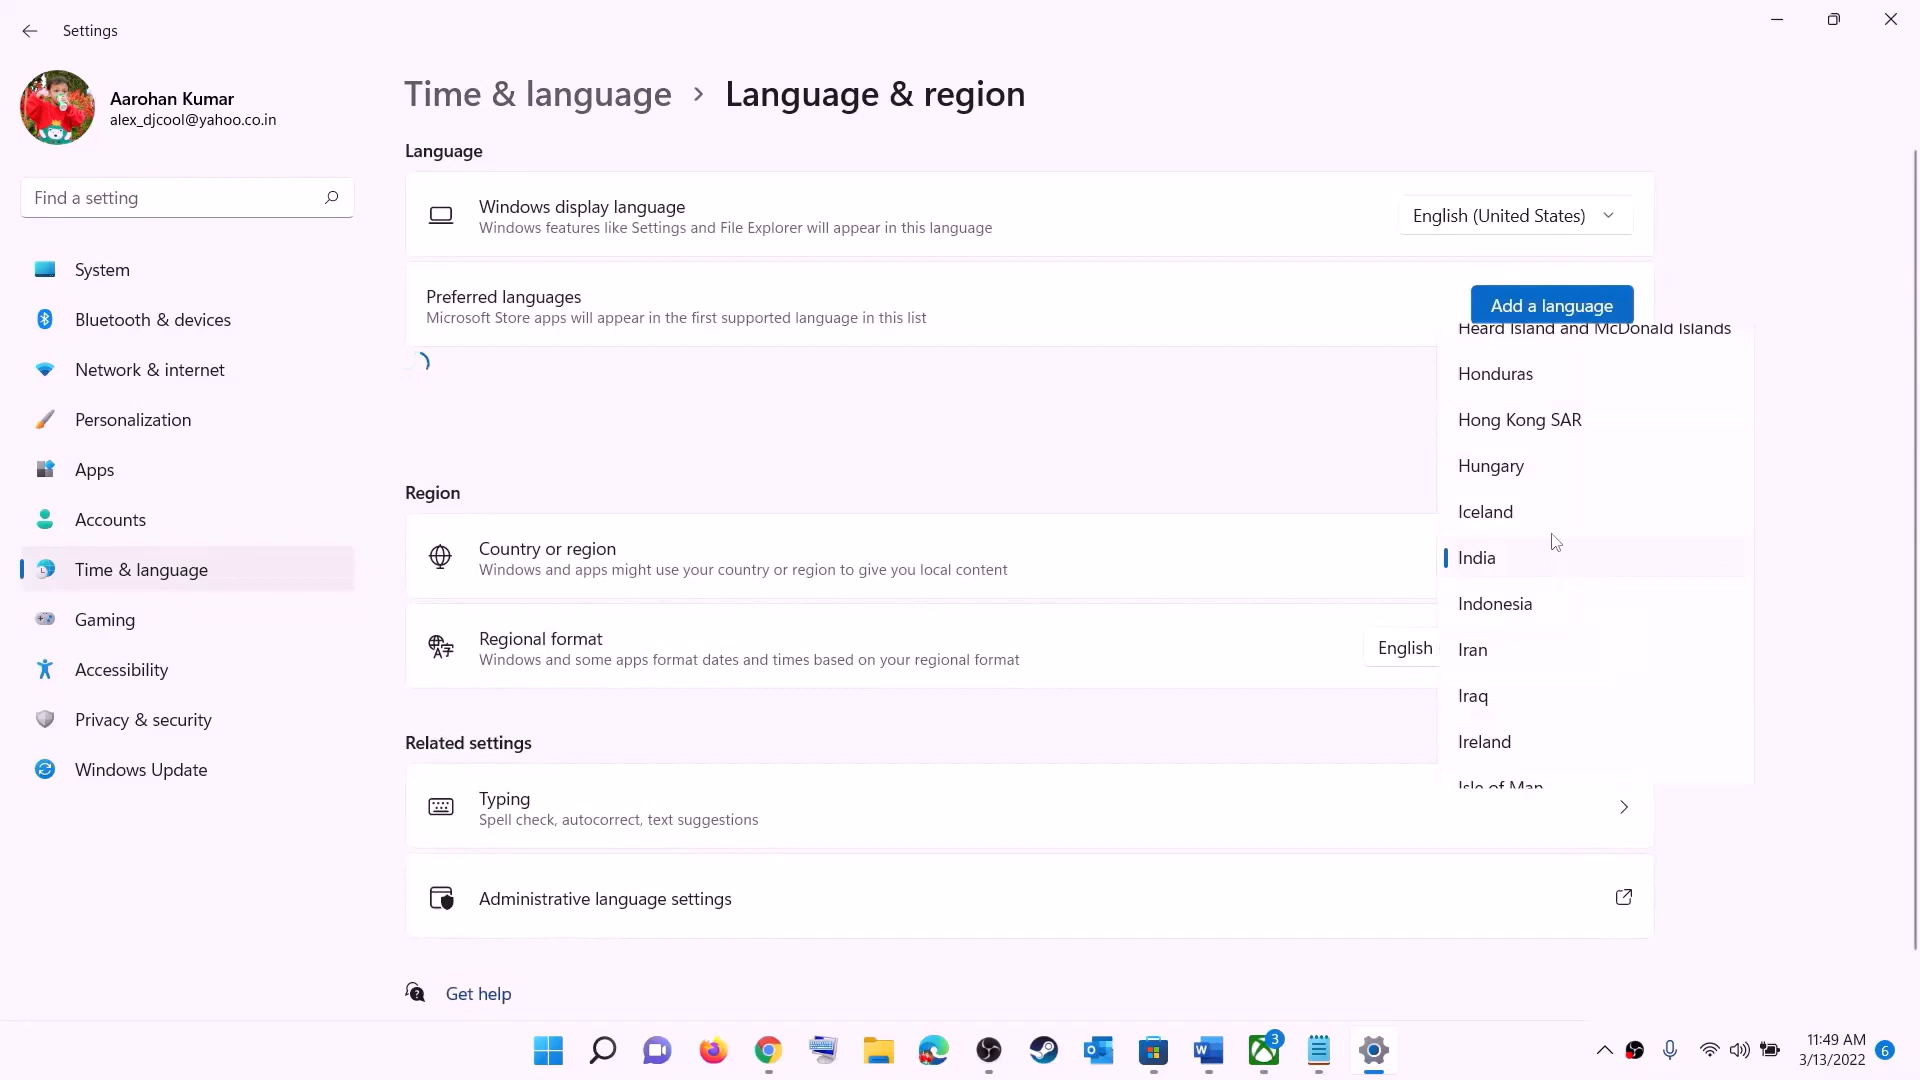 Settings
Aarohan Kumar
alex_djcool@yahoo.co.in
Find a setting
System
Bluetooth & devices
Network & internet
Personalization
Apps
Accounts
Time & language
Gaming
Accessibility
Privacy & security
Windows Update
Time & language > Language & region
Language
Windows display language
Windows features like Settings and File Explorer will appear in this language
English (United States)
Preferred languages
Microsoft Store apps will appear in the first supported language in this list
Add a language
Heard Island and McDonald Islands
Honduras
Hong Kong SAR
Hungary
Iceland
India
Indonesia
Iran
Iraq
Ireland
Isle of Man
Region
Country or region
Windows and apps might use your country or region to give you local content
Regional format
Windows and some apps format dates and times based on your regional format
English
Related settings
Typing
Spell check, autocorrect, text suggestions
Administrative language settings
Get help
3
11:49 AM
3/13/2022
6